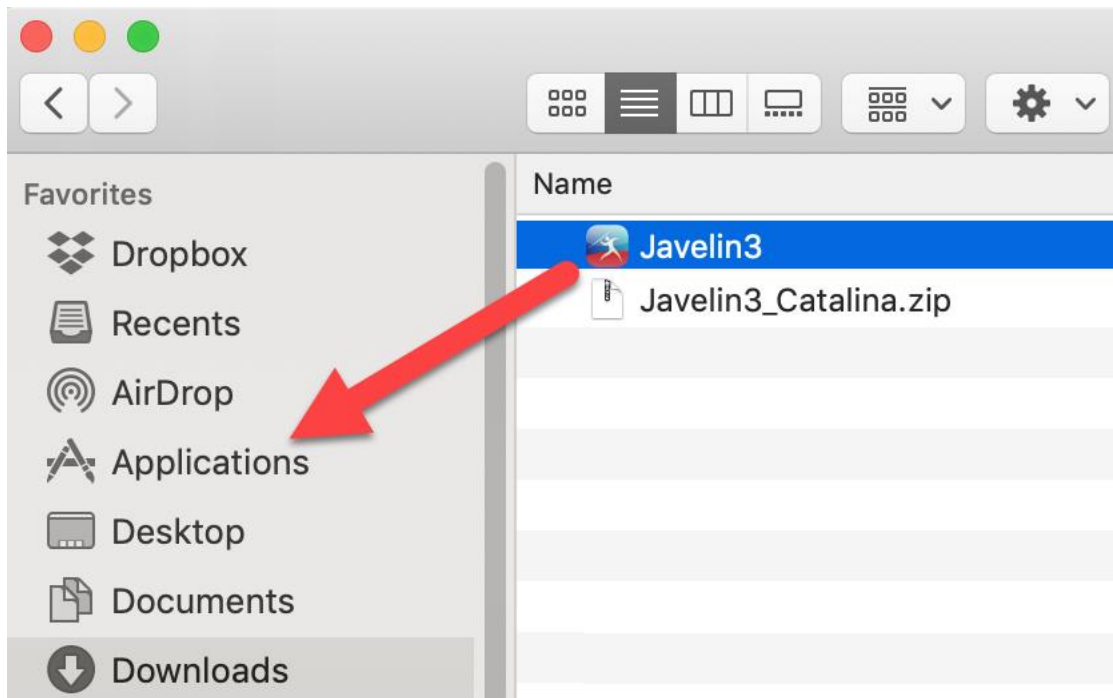 Favorites
Dropbox
Recents
AirDrop
Applications
Desktop
Documents
Downloads
Name
Javelin3
Javelin3_Catalina.zip